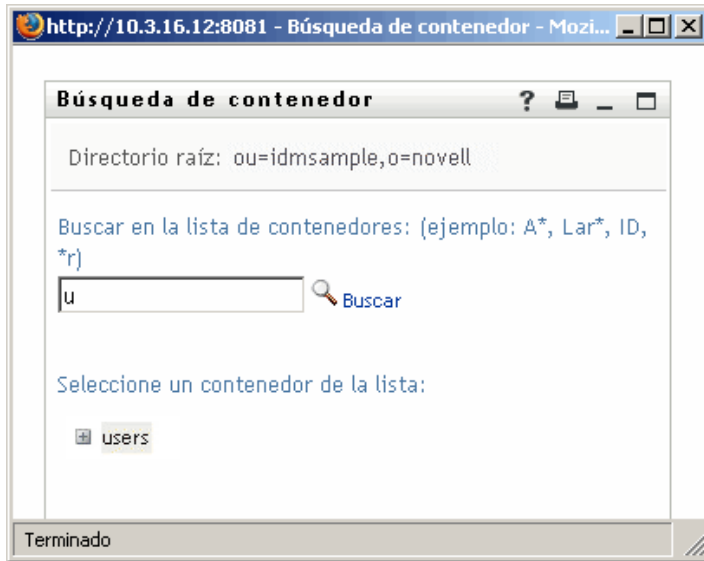 http://10.3.16.12:8081 - Búsqueda de contenedor - Mozi...
Búsqueda de contenedor
Directorio raíz: ou=idmsample,o=novell
Buscar en la lista de contenedores: (ejemplo: A*, Lar*, ID,
*r)
u Buscar
Seleccione un contenedor de la lista:
users
Terminado